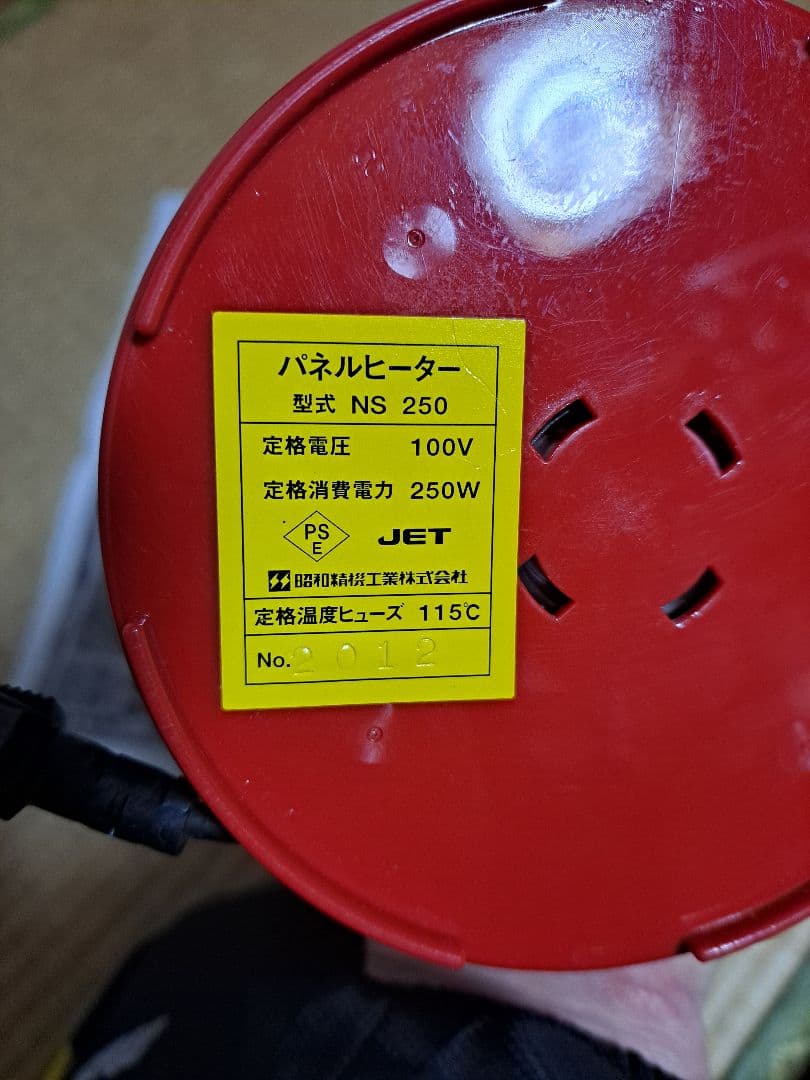 パネルヒーター
型式 NS 250
定格電圧 100V
定格消費電力 250W
PS
E
JET
昭和精機工業株式会社
定格温度ヒューズ 115℃
No. 2012